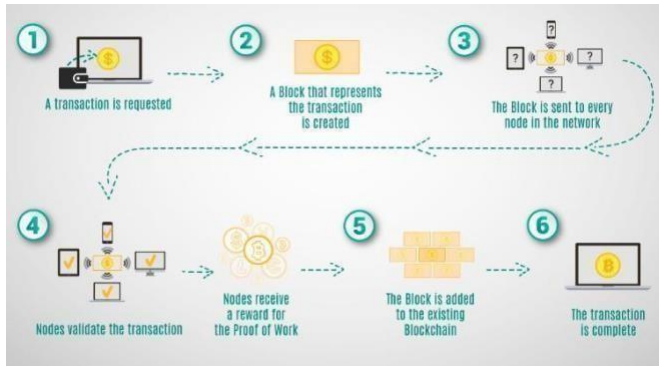 1
A transaction is requested
2
A Block that represents
the transaction
is created
3
The Block is sent to every
node in the network
4
Nodes validate the transaction
Nodes receive
a reward for
the Proof of Work
5
The Block is added
to the existing
Blockchain
6
The transaction
is complete